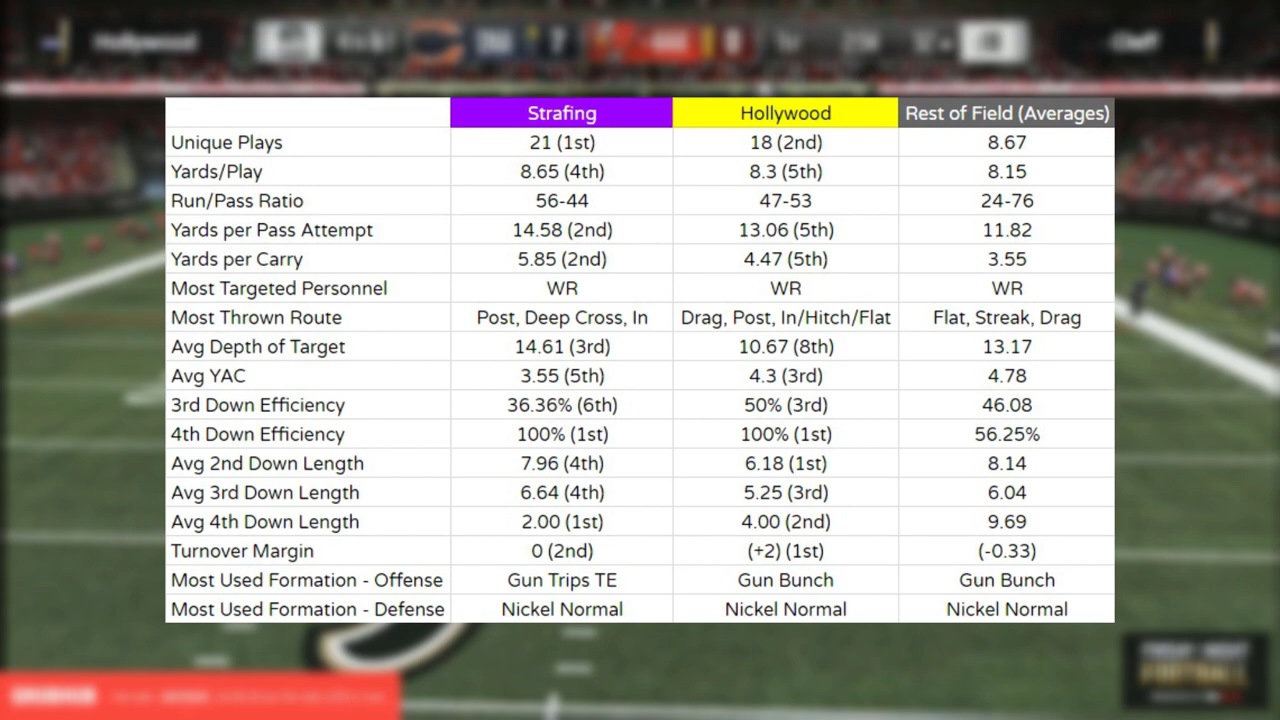 Hollywood
Strafing Hollywood Rest of Field (Averages)
Unique Plays 21 (1st) 18 (2nd) 8.67
Yards/Play 8.65 (4th) 8.3 (5th) 8.15
Run/Pass Ratio 56-44 47-53 24-76
Yards per Pass Attempt 14.58 (2nd) 13.06 (5th) 11.82
Yards per Carry 5.85 (2nd) 4.47 (5th) 3.55
Most Targeted Personnel WR WR WR
Most Thrown Route Post, Deep Cross, In Drag, Post, In/Hitch/Flat Flat, Streak, Drag
Avg Depth of Target 14.61 (3rd) 10.67 (8th) 13.17
Avg YAC 3.55 (5th) 4.3 (3rd) 4.78
3rd Down Efficiency 36.36% (6th) 50% (3rd) 46.08
4th Down Efficiency 100% (1st) 100% (1st) 56.25%
Avg 2nd Down Length 7.96 (4th) 6.18 (1st) 8.14
Avg 3rd Down Length 6.64 (4th) 5.25 (3rd) 6.04
Avg 4th Down Length 2.00 (1st) 4.00 (2nd) 9.69
Turnover Margin 0 (2nd) (+2) (1st) (-0.33)
Most Used Formation - Offense Gun Trips TE Gun Bunch Gun Bunch
Most Used Formation - Defense Nickel Normal Nickel Normal Nickel Normal
FOOTBALL